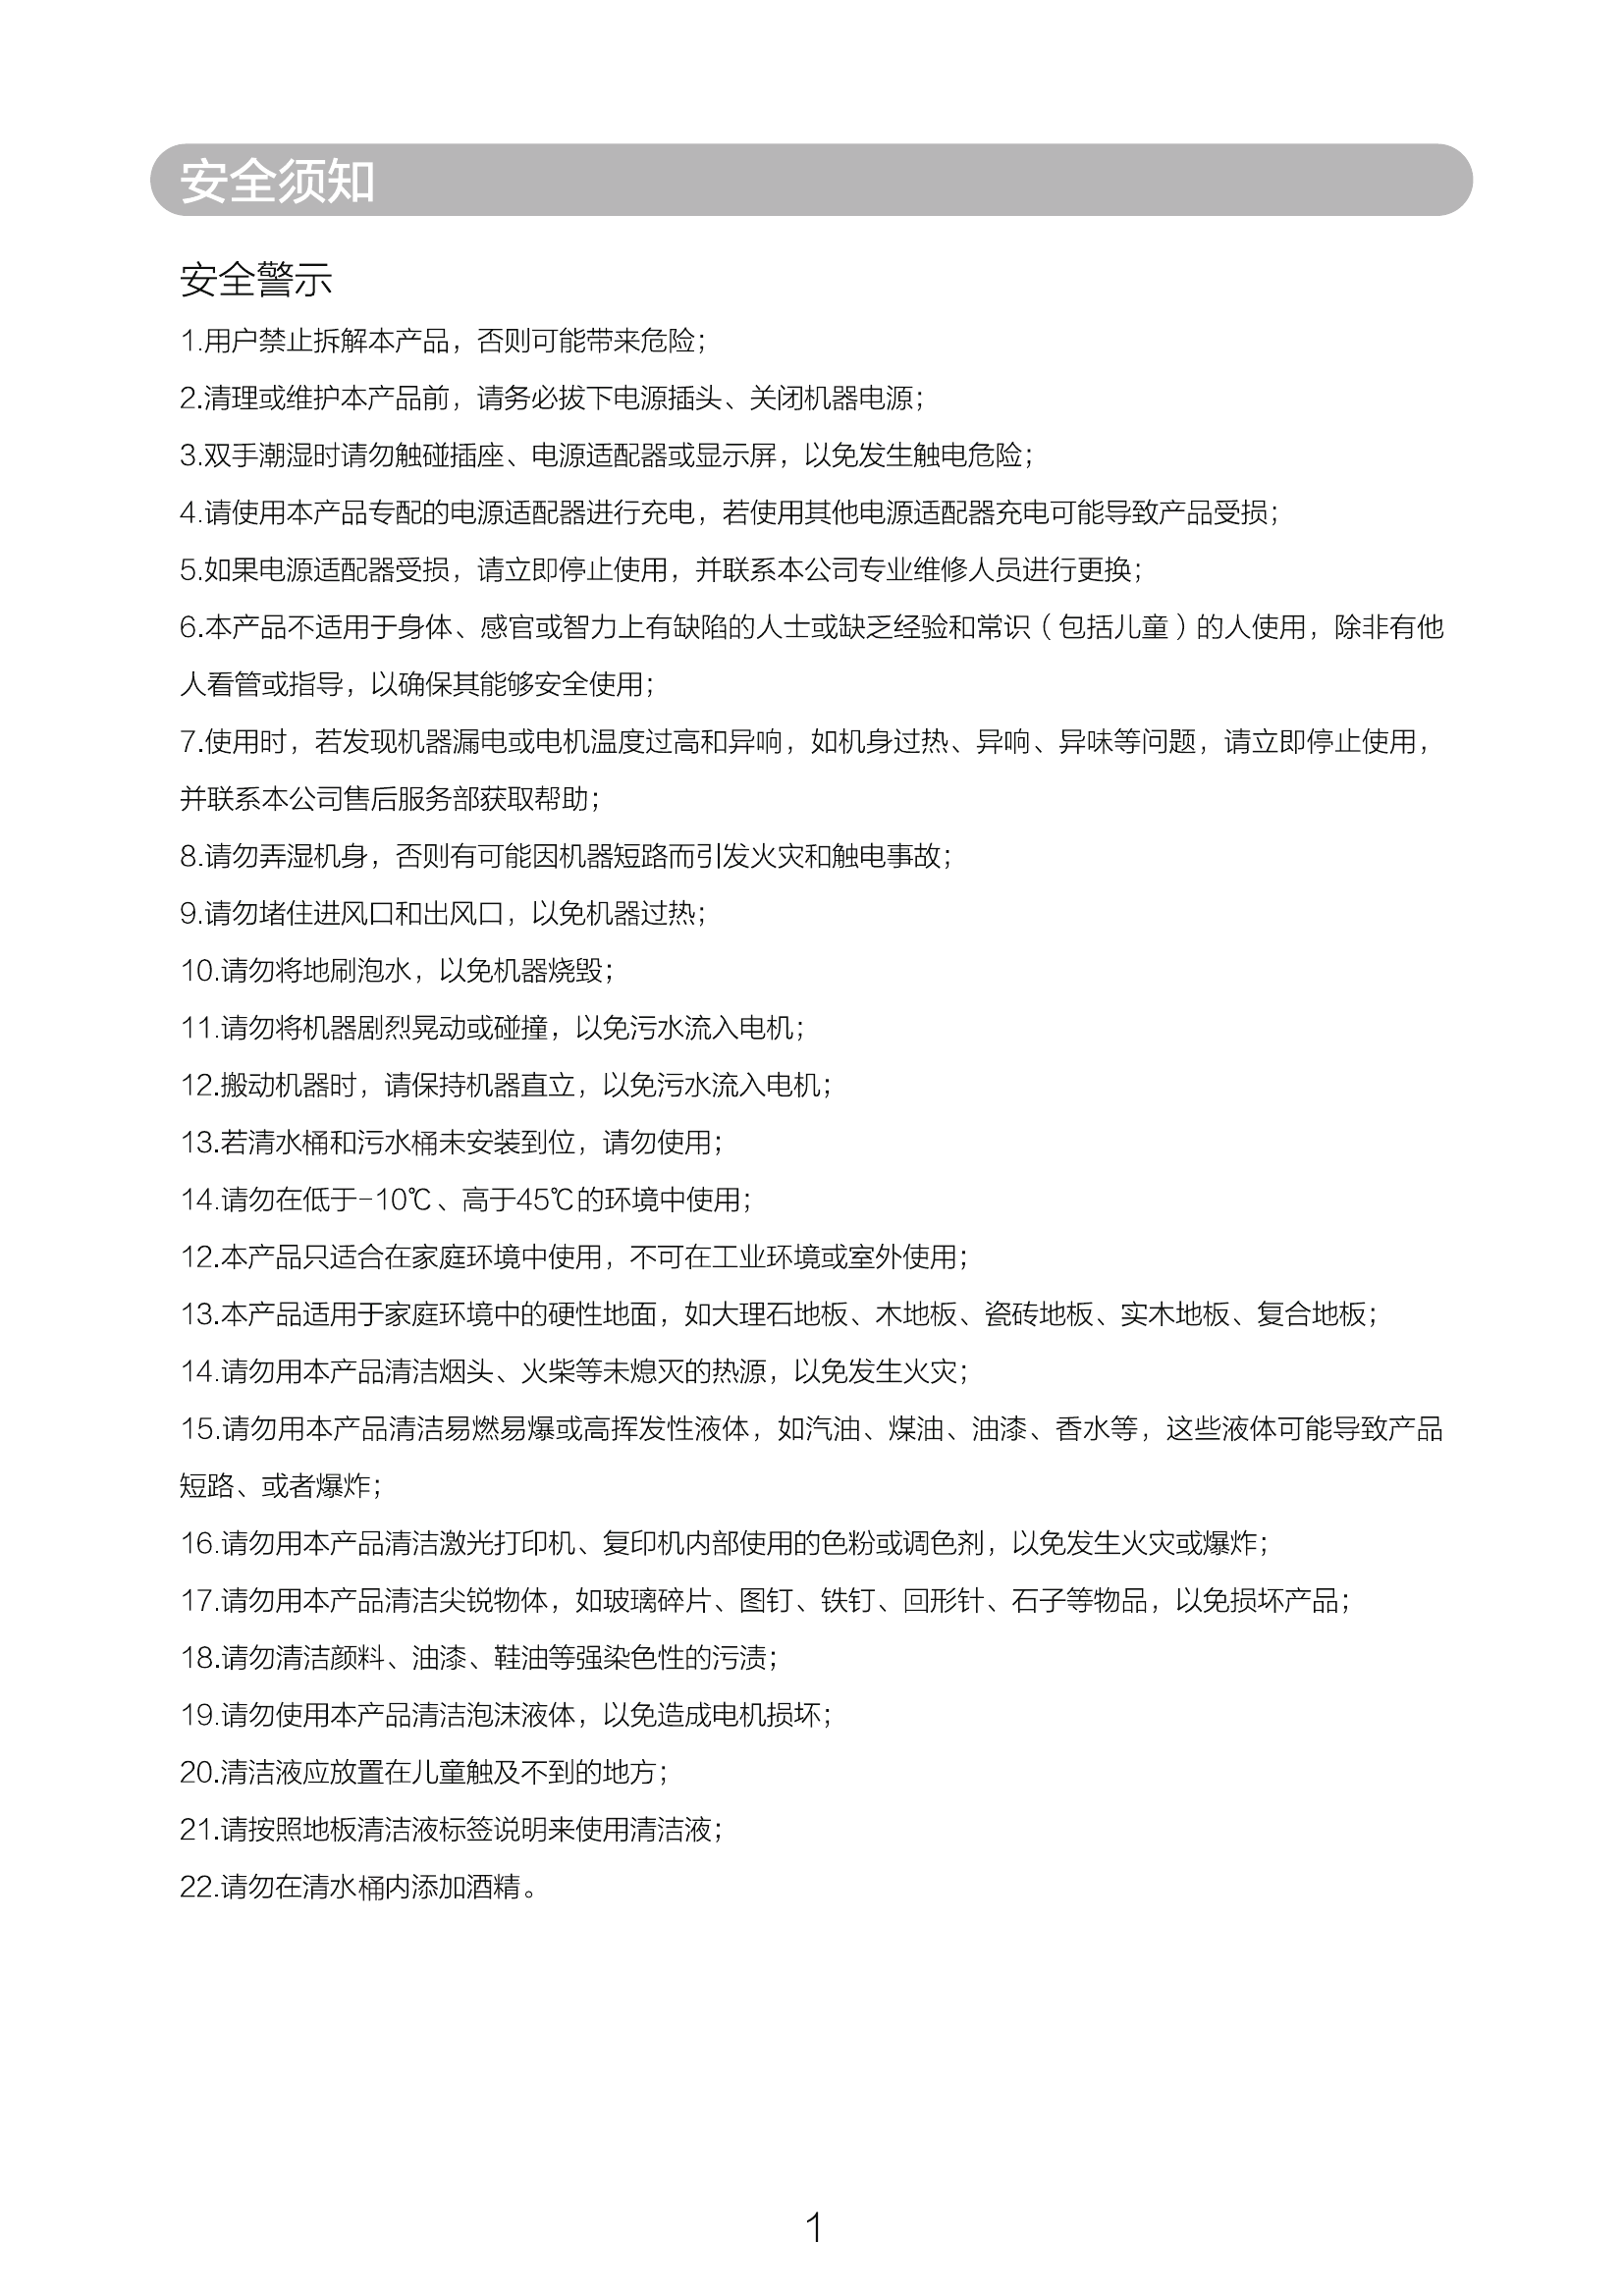 安全须知
安全警示
1.用户禁止拆解本产品，否则可能带来危险；
2.清理或维护本产品前，请务必拔下电源插头、关闭机器电源；
3.双手潮湿时请勿触碰插座、电源适配器或显示屏，以免发生触电危险；
4.请使用本产品专配的电源适配器进行充电，若使用其他电源适配器充电可能导致产品受损；
5.如果电源适配器受损，请立即停止使用，并联系本公司专业维修人员进行更换；
6.本产品不适用于身体、感官或智力上有缺陷的人士或缺乏经验和常识（包括儿童）的人使用，除非有他
人看管或指导，以确保其能够安全使用；
7.使用时，若发现机器漏电或电机温度过高和异响，如机身过热、异响、异味等问题，请立即停止使用，
并联系本公司售后服务部获取帮助；
8.请勿弄湿机身，否则有可能因机器短路而引发火灾和触电事故；
9.请勿堵住进风口和出风口，以免机器过热；
10.请勿将地刷泡水，以免机器烧毁；
11.请勿将机器剧烈晃动或碰撞，以免污水流入电机；
12.搬动机器时，请保持机器直立，以免污水流入电机；
13.若清水桶和污水桶未安装到位，请勿使用；
14.请勿在低于-10℃、高于45℃的环境中使用；
12.本产品只适合在家庭环境中使用，不可在工业环境或室外使用；
13.本产品适用于家庭环境中的硬性地面，如大理石地板、木地板、瓷砖地板、实木地板、复合地板；
14.请勿用本产品清洁烟头、火柴等未熄灭的热源，以免发生火灾；
15.请勿用本产品清洁易燃易爆或高挥发性液体，如汽油、煤油、油漆、香水等，这些液体可能导致产品
短路、或者爆炸；
16.请勿用本产品清洁激光打印机、复印机内部使用的色粉或调色剂，以免发生火灾或爆炸；
17.请勿用本产品清洁尖锐物体，如玻璃碎片、图钉、铁钉、回形针、石子等物品，以免损坏产品；
18.请勿清洁颜料、油漆、鞋油等强染色性的污渍；
19.请勿使用本产品清洁泡沫液体，以免造成电机损坏；
20.清洁液应放置在儿童触及不到的地方；
21.请按照地板清洁液标签说明来使用清洁液；
22.请勿在清水桶内添加酒精。
1